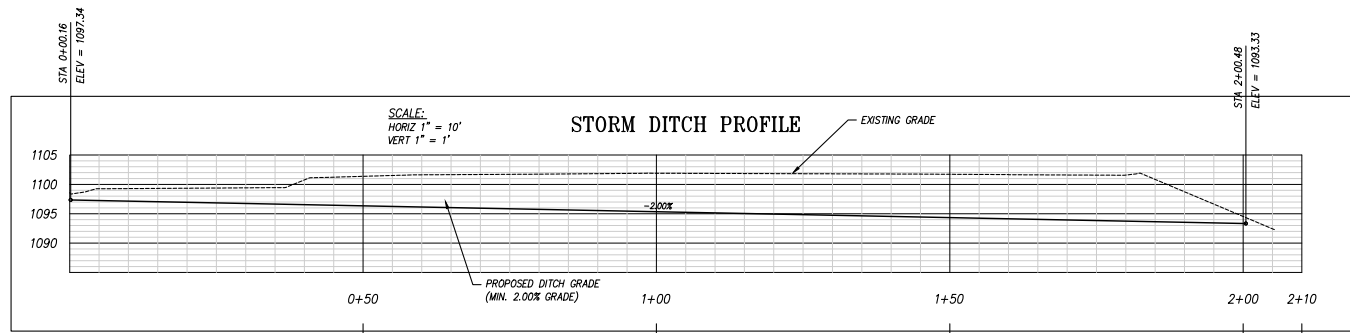 STA 0+00.16
ELEV = 1097.34
STA 2+00.48
ELEV = 1093.33
SCALE:
HORIZ 1" = 10'
VERT 1" = 1'
STORM DITCH PROFILE
EXISTING GRADE
1105
1100
1095
1090
-2.00%
PROPOSED DITCH GRADE
(MIN. 2.00% GRADE)
0+50
1+00
1+50
2+00
2+10